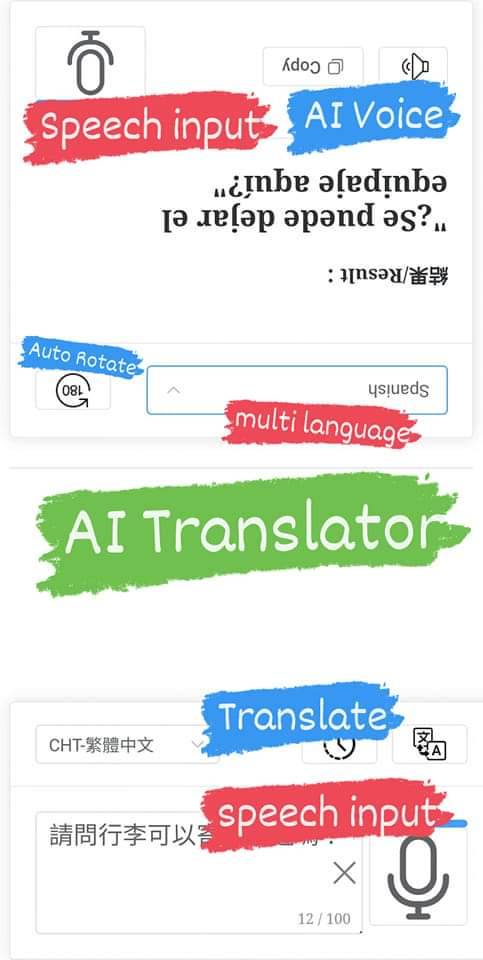 Copy
Speech input
AI Voice
"¿Se puede dejar el
equipaje aquí?"
結果/Result :
Auto Rotate
180
Spanish
multi language
AI Translator
Translate
CHT-繁體中文
文 A
speech input
請問行李可以
12 / 100